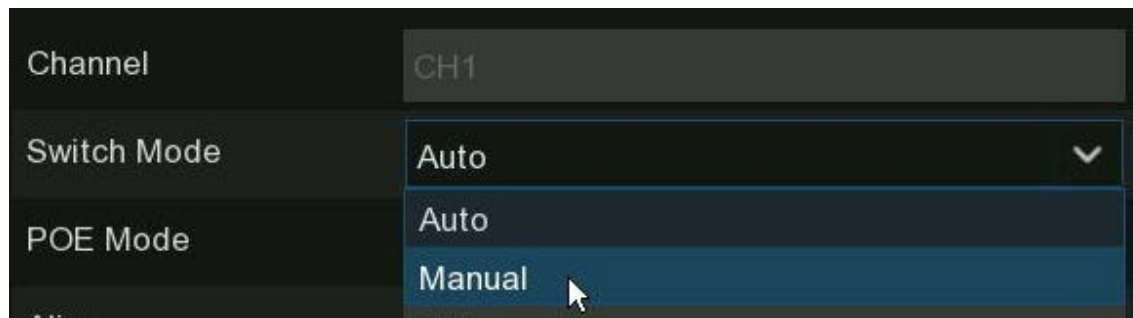 Channel CH1
Switch Mode Auto
Auto
POE Mode
Manual